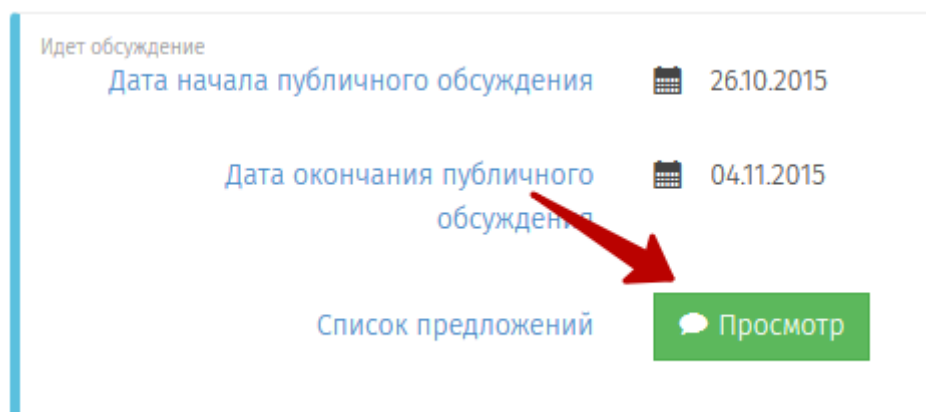 Идет обсуждение
Дата начала публичного обсуждения 26.10.2015
Дата окончания публичного 04.11.2015
обсуждения
Список предложений Просмотр